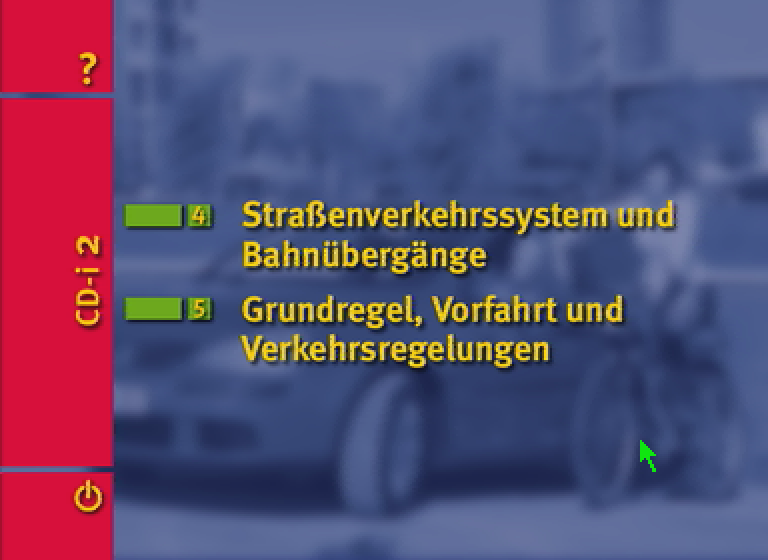 ?
CD-i 2
4 Straßenverkehrssystem und
Bahnübergänge
5 Grundregel, Vorfahrt und
Verkehrsregelungen